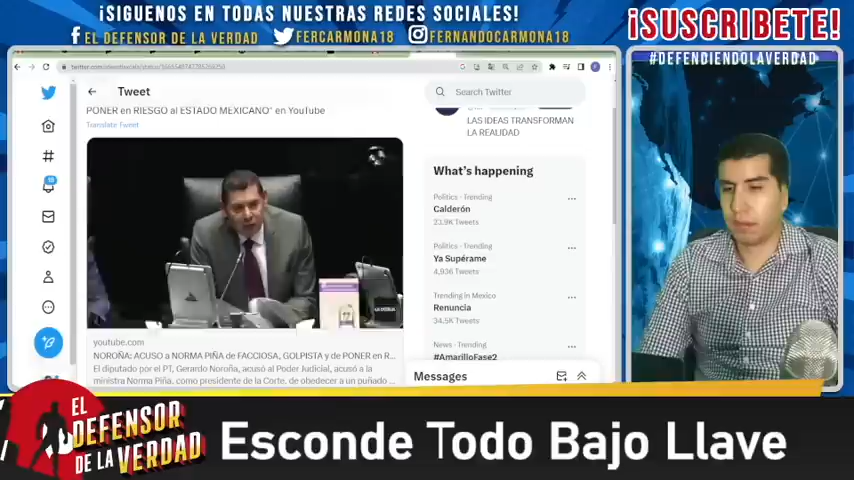 ¡SIGUENOS EN TODAS NUESTRAS REDES SOCIALES!
EL DEFENSOR DE LA VERDAD
FERCARMONA18
FERNANDOCARMONA18
¡SUSCRIBETE!
#DEFENDIENDOLAVERDAD
Tweet
Search Twitter
PONER en RIESGO al ESTADO MEXICANO" en YouTube
Translate Tweet
LAS IDEAS TRANSFORMAN
LA REALIDAD
What's happening
Politics · Trending
Calderón
Politics · Trending
Ya Supérame
4,936 Tweets
Trending in Mexico
Renuncia
34.5K Tweets
News · Trending
#AmarilloFase2
youtube.com
NOROÑA: ACUSO a NORMA PIÑA de FACCIOSA, GOLPISTA y de PONER en R...
El diputado por el PT, Gerardo Noroña, acusó al Poder Judicial, acusó a la
ministra Norma Piña, como presidente de la Corte, de obedecer a un puñado ...
Messages
EL
DEFENSOR
DE LA VERDAD
Esconde Todo Bajo Llave